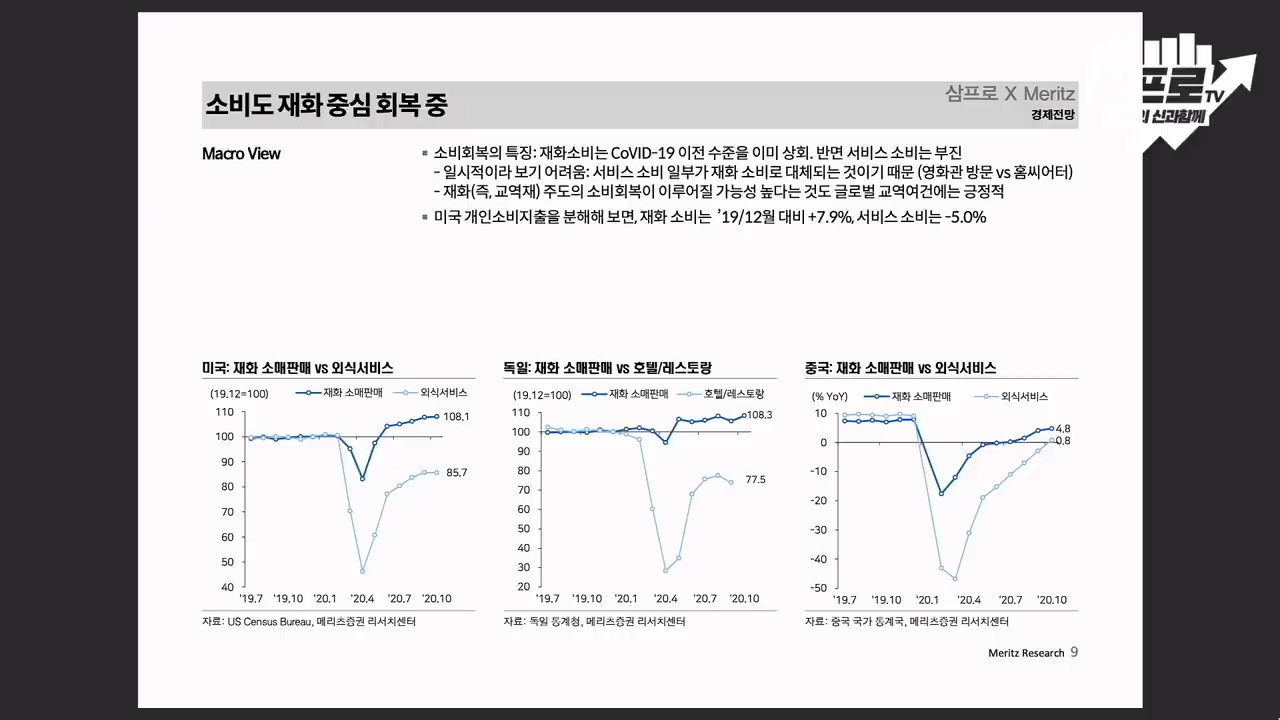 소비도 재화 중심 회복 중
삼프로 X Meritz
경제전망
프로TV
의 신과함께
Macro View
▪ 소비회복의 특징: 재화소비는 CoVID-19 이전 수준을 이미 상회. 반면 서비스 소비는 부진
- 일시적이라 보기 어려움: 서비스 소비 일부가 재화 소비로 대체되는 것이기 때문 (영화관 방문 vs 홈씨어터)
- 재화(즉, 교역재) 주도의 소비회복이 이루어질 가능성 높다는 것도 글로벌 교역여건에는 긍정적
▪ 미국 개인소비지출을 분해해 보면, 재화 소비는 ’19/12월 대비 +7.9%, 서비스 소비는 -5.0%
미국: 재화 소매판매 vs 외식서비스
(19.12=100) 재화 소매판매 외식서비스
110
100
90
80
70
60
50
40
108.1
85.7
'19.7 '19.10 '20.1 '20.4 '20.7 '20.10
자료: US Census Bureau, 메리츠증권 리서치센터
독일: 재화 소매판매 vs 호텔/레스토랑
(19.12=100) 재화 소매판매 호텔/레스토랑
110
100
90
80
70
60
50
40
30
20
108.3
77.5
'19.7 '19.10 '20.1 '20.4 '20.7 '20.10
자료: 독일 통계청, 메리츠증권 리서치센터
중국: 재화 소매판매 vs 외식서비스
(% YoY) 재화 소매판매 외식서비스
10
0
-10
-20
-30
-40
-50
4.8
0.8
'19.7 '19.10 '20.1 '20.4 '20.7 '20.10
자료: 중국 국가 통계국, 메리츠증권 리서치센터
Meritz Research 9